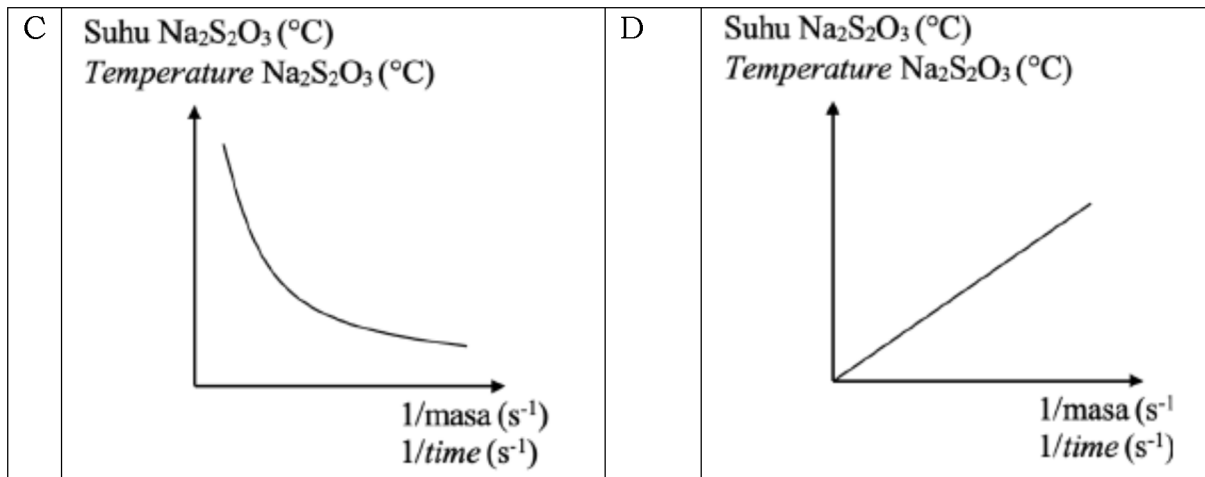 C
Suhu Na₂S₂O₃ (°C)
Temperature Na₂S₂O₃ (°C)
1/masa (s⁻¹)
1/time (s⁻¹)
D
Suhu Na₂S₂O₃ (°C)
Temperature Na₂S₂O₃ (°C)
1/masa (s⁻¹
1/time (s⁻¹)